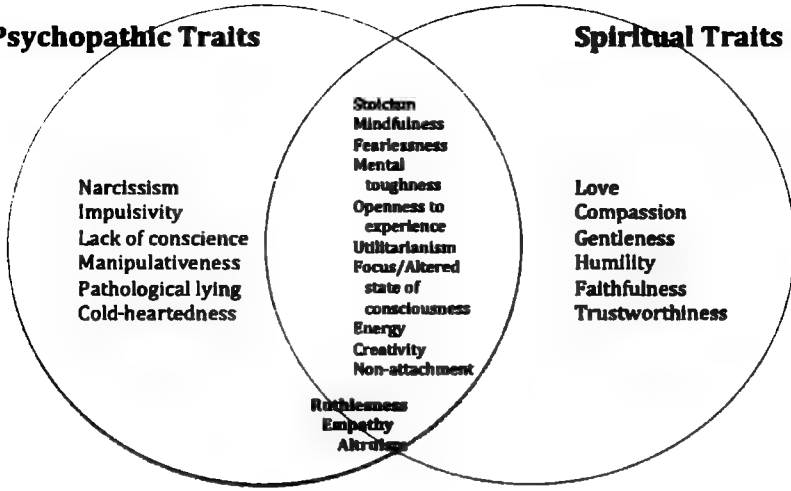 Psychopathic Traits
Spiritual Traits
Narcissism
Impulsivity
Lack of conscience
Manipulativeness
Pathological lying
Cold-heartedness
Stoicism
Mindfulness
Fearlessness
Mental
toughness
Openness to
experience
Utilitarianism
Focus/Altered
state of
consciousness
Energy
Creativity
Non-attachment
Ruthlessness
Empathy
Altruism
Love
Compassion
Gentleness
Humility
Faithfulness
Trustworthiness